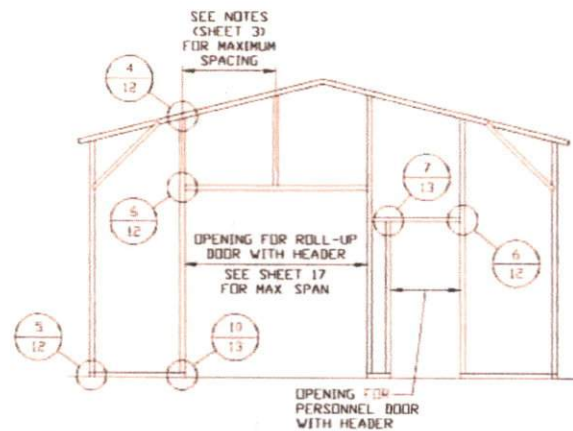 SEE NOTES
(SHEET 3)
FOR MAXIMUM
SPACING
4
12
7
13
6
12
OPENING FOR ROLL-UP
DOOR WITH HEADER
SEE SHEET 17
FOR MAX SPAN
6
12
5
12
10
13
OPENING FOR
PERSONNEL DOOR
WITH HEADER